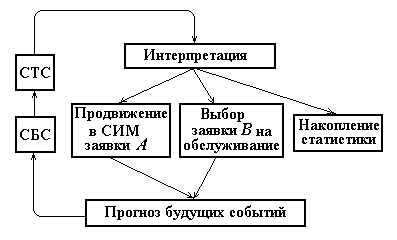 Интерпретация
СТС
СБС
Продвижение
в СИМ
заявки A
Выбор
заявки B на
обслуживание
Накопление
статистики
Прогноз будущих событий